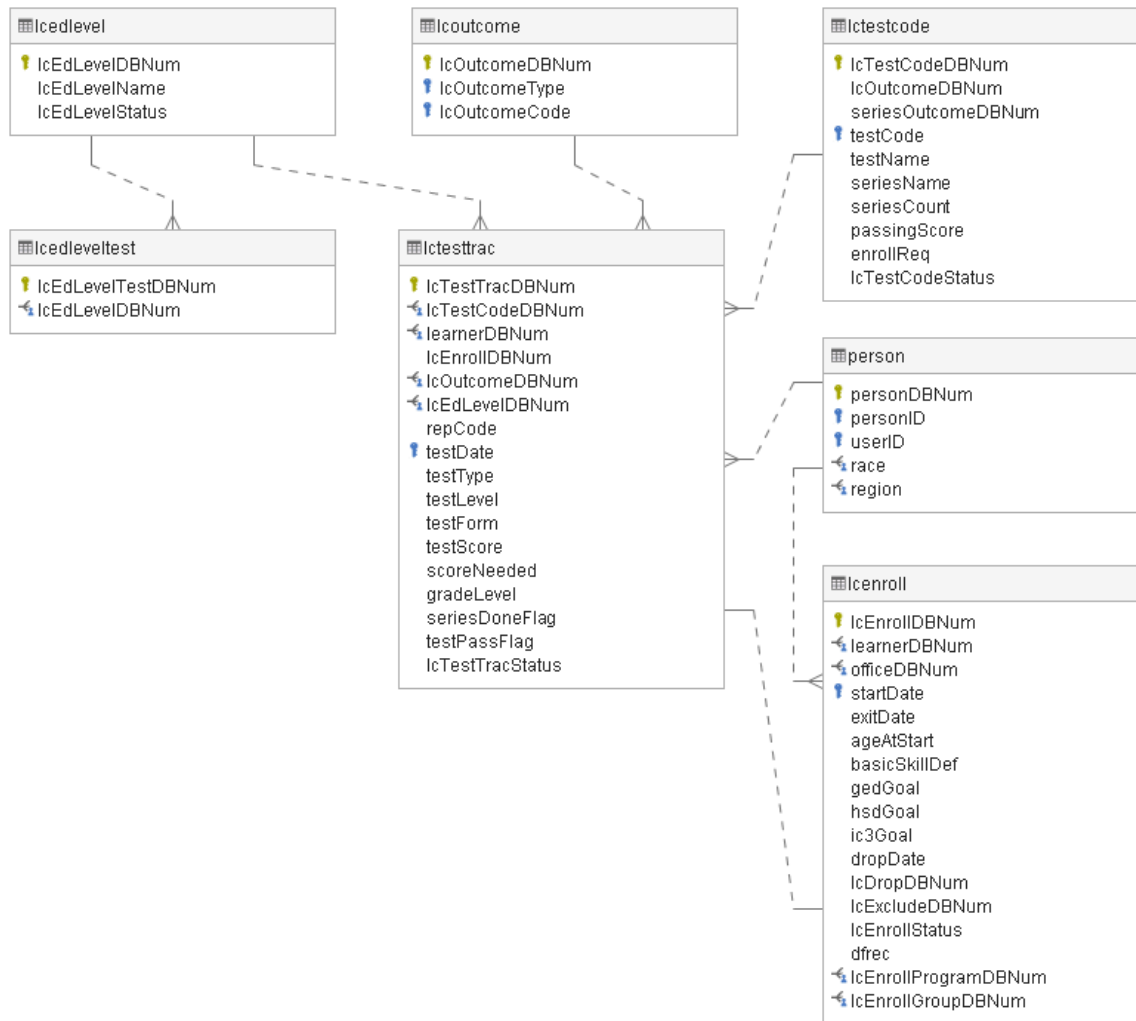 lcedlevel
lcEdLevelDBNum
lcEdLevelName
lcEdLevelStatus
lcoutcome
lcOutcomeDBNum
lcOutcomeType
lcOutcomeCode
lctestcode
lcTestCodeDBNum
lcOutcomeDBNum
seriesOutcomeDBNum
testCode
testName
seriesName
seriesCount
passingScore
enrollReq
lcTestCodeStatus
lcedleveltest
lcEdLevelTestDBNum
lcEdLevelDBNum
lctesttrac
lcTestTracDBNum
lcTestCodeDBNum
learnerDBNum
lcEnrollDBNum
lcOutcomeDBNum
lcEdLevelDBNum
repCode
testDate
testType
testLevel
testForm
testScore
scoreNeeded
gradeLevel
seriesDoneFlag
testPassFlag
lcTestTracStatus
person
personDBNum
personID
userID
race
region
lcenroll
lcEnrollDBNum
learnerDBNum
officeDBNum
startDate
exitDate
ageAtStart
basicSkillDef
gedGoal
hsdGoal
ic3Goal
dropDate
lcDropDBNum
lcExcludeDBNum
lcEnrollStatus
dfrec
lcEnrollProgramDBNum
lcEnrollGroupDBNum